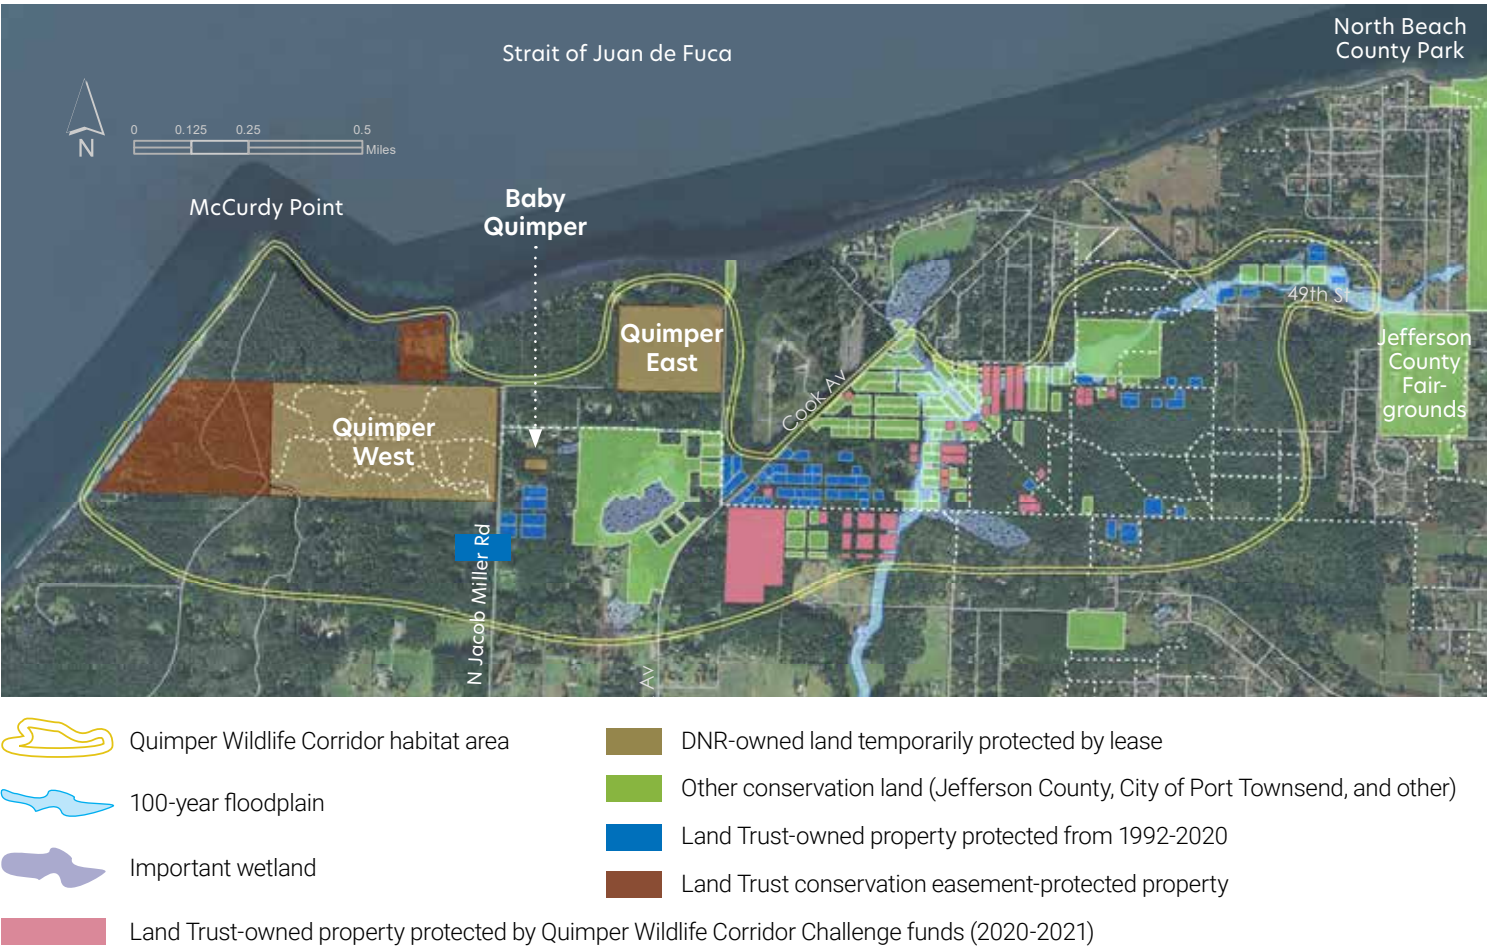 North Beach
County Park
Strait of Juan de Fuca
0 0.125 0.25 0.5
Miles
N
McCurdy Point
Baby
Quimper
49th St
Quimper
East
Jefferson
County
Fair-
grounds
Cook Av
Quimper
West
N Jacob Miller Rd
Av
Quimper Wildlife Corridor habitat area
100-year floodplain
Important wetland
Land Trust-owned property protected by Quimper Wildlife Corridor Challenge funds (2020-2021)
DNR-owned land temporarily protected by lease
Other conservation land (Jefferson County, City of Port Townsend, and other)
Land Trust-owned property protected from 1992-2020
Land Trust conservation easement-protected property